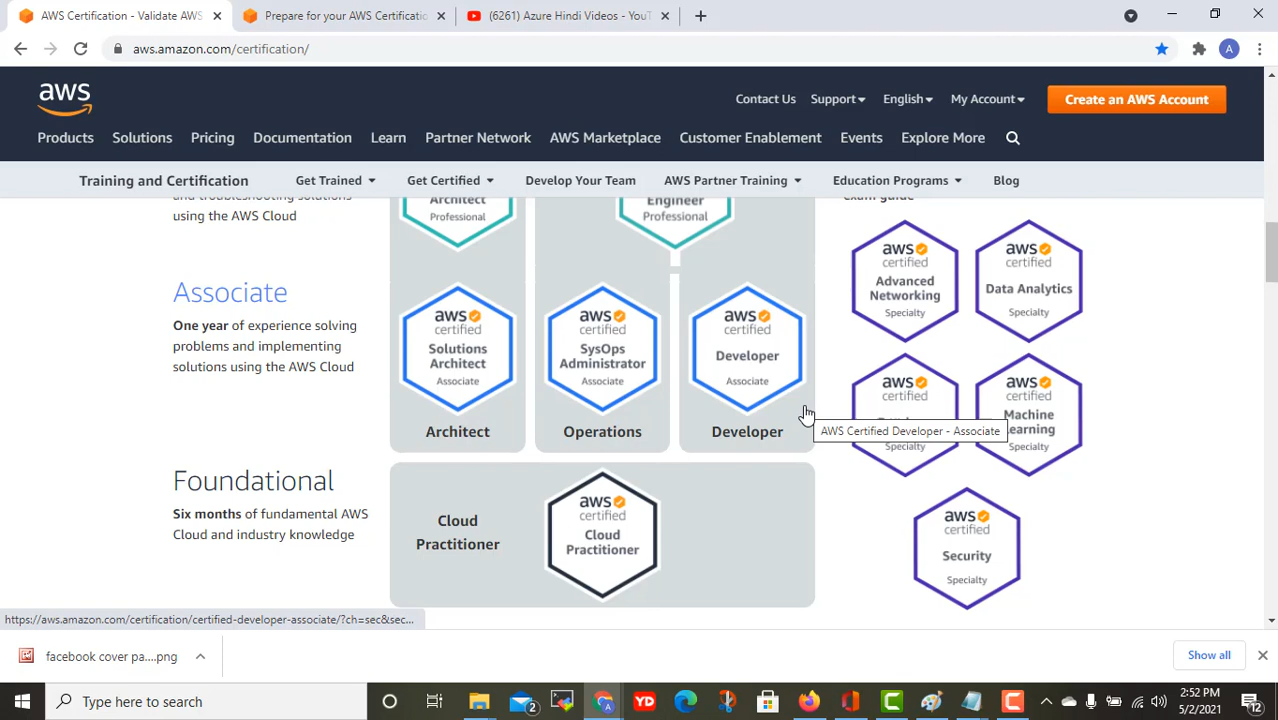 AWS Certification - Validate AWS
Prepare for your AWS Certificatio
(6261) Azure Hindi Videos - YouT
aws.amazon.com/certification/
A
aws
Contact Us
Support
English
My Account
Create an AWS Account
Products
Solutions
Pricing
Documentation
Learn
Partner Network
AWS Marketplace
Customer Enablement
Events
Explore More
Training and Certification
Get Trained
Get Certified
Develop Your Team
AWS Partner Training
Education Programs
Blog
and troubleshooting solutions
using the AWS Cloud
Architect
Professional
Engineer
Professional
exam guide
Associate
One year of experience solving
problems and implementing
solutions using the AWS Cloud
aws
certified
Solutions
Architect
Associate
Architect
aws
certified
SysOps
Administrator
Associate
Operations
aws
certified
Developer
Associate
Developer
AWS Certified Developer - Associate
aws
certified
Advanced
Networking
Specialty
aws
certified
Data Analytics
Specialty
aws
certified
Specialty
aws
certified
Machine
Learning
Specialty
aws
certified
Security
Specialty
Foundational
Six months of fundamental AWS
Cloud and industry knowledge
Cloud
Practitioner
aws
certified
Cloud
Practitioner
https://aws.amazon.com/certification/certified-developer-associate/?ch=sec&sec...
facebook cover pa....png
Show all
Type here to search
2
A
YD
2:52 PM
5/2/2021
12